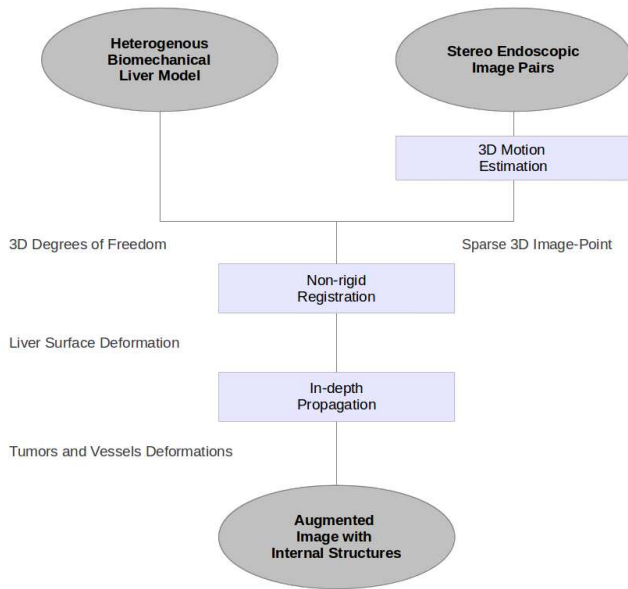 Heterogenous
Biomechanical
Liver Model
Stereo Endoscopic
Image Pairs
3D Motion
Estimation
3D Degrees of Freedom
Sparse 3D Image-Point
Non-rigid
Registration
Liver Surface Deformation
In-depth
Propagation
Tumors and Vessels Deformations
Augmented
Image with
Internal Structures